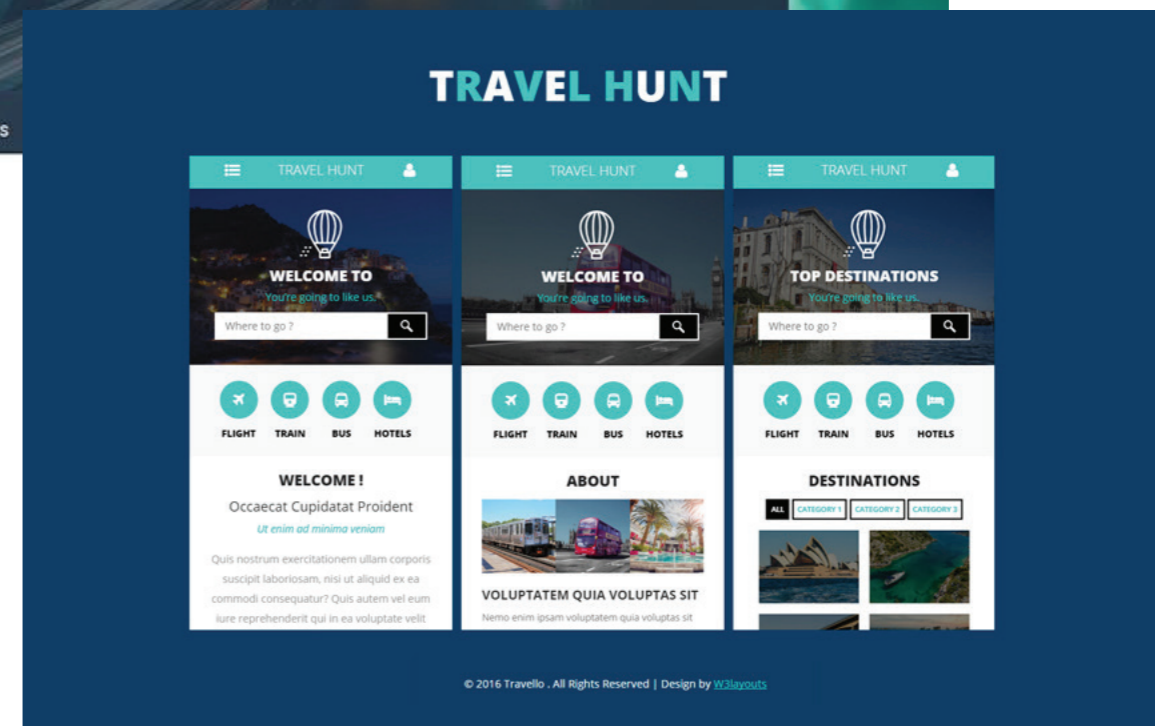 TRAVEL HUNT
S
TRAVEL HUNT
WELCOME TO
You're going to like us.
Where to go ?
FLIGHT TRAIN BUS HOTELS
WELCOME !
Occaecat Cupidatat Proident
Ut enim ad minima veniam
Quis nostrum exercitationem ullam corporis
suscipit laboriosam, nisi ut aliquid ex ea
commodi consequatur? Quis autem vel eum
iure reprehenderit qui in ea voluptate velit
TRAVEL HUNT
WELCOME TO
You're going to like us.
Where to go ?
FLIGHT TRAIN BUS HOTELS
ABOUT
VOLUPTATEM QUIA VOLUPTAS SIT
Nemo enim ipsam voluptatem quia voluptas sit
TRAVEL HUNT
TOP DESTINATIONS
You're going to like us.
Where to go ?
FLIGHT TRAIN BUS HOTELS
DESTINATIONS
ALL CATEGORY 1 CATEGORY 2 CATEGORY 3
© 2016 Travello . All Rights Reserved | Design by W3layouts